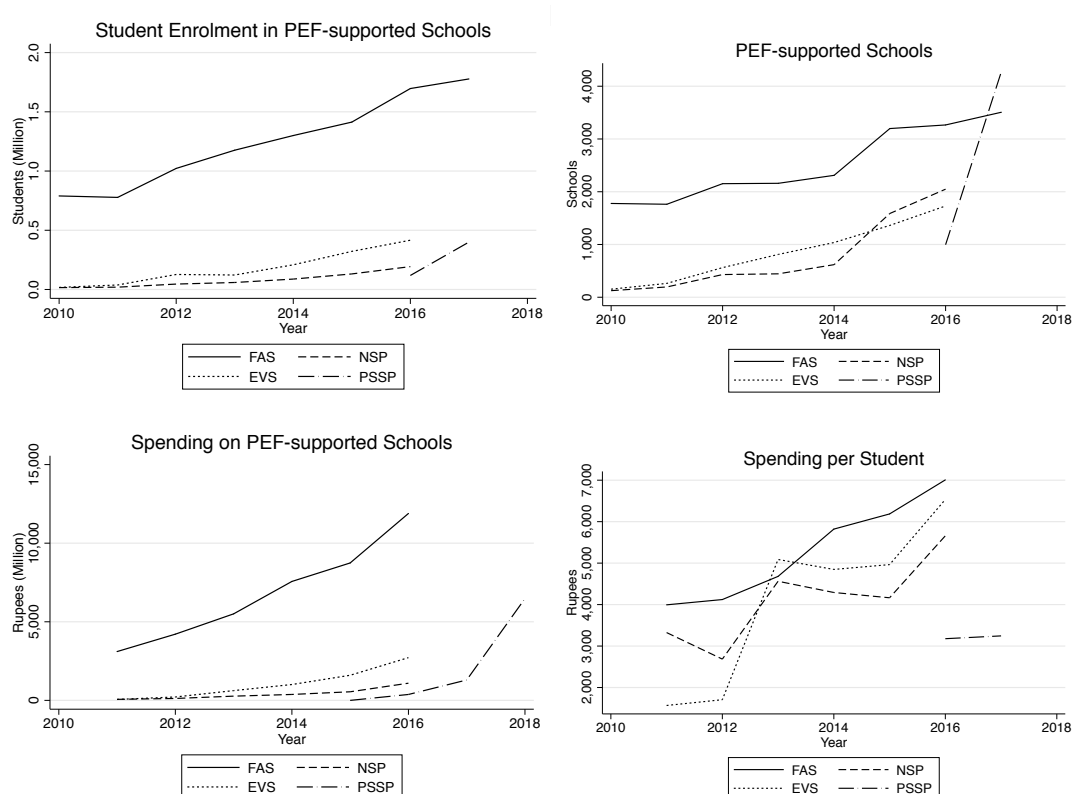 Student Enrolment in PEF-supported Schools
Students (Million)
0.0 0.5 1.0 1.5 2.0
2010 2012 2014 2016 2018
Year
FAS NSP
EVS PSSP
PEF-supported Schools
Schools
0 1,000 2,000 3,000 4,000
2010 2012 2014 2016 2018
Year
FAS NSP
EVS PSSP
Spending on PEF-supported Schools
Rupees (Million)
0 5,000 10,000 15,000
2010 2012 2014 2016 2018
Year
FAS NSP
EVS PSSP
Spending per Student
Rupees
2,000 3,000 4,000 5,000 6,000 7,000
2010 2012 2014 2016 2018
Year
FAS NSP
EVS PSSP